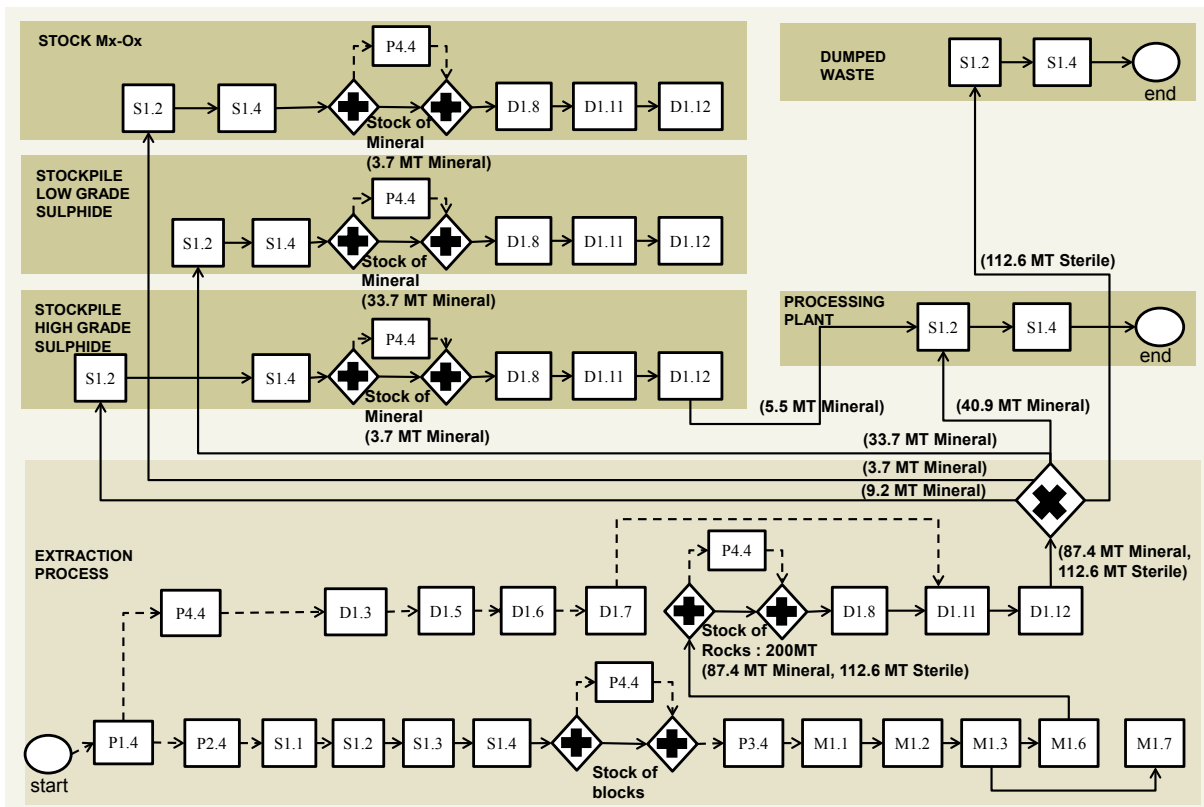 STOCK Mx-Ox
P4.4
S1.2
S1.4
D1.8
D1.11
D1.12
Stock of
Mineral
(3.7 MT Mineral)
DUMPED
WASTE
S1.2
S1.4
end
STOCKPILE
LOW GRADE
SULPHIDE
P4.4
S1.2
S1.4
D1.8
D1.11
D1.12
Stock of
Mineral
(33.7 MT Mineral)
(112.6 MT Sterile)
STOCKPILE
HIGH GRADE
SULPHIDE
P4.4
S1.2
S1.4
D1.8
D1.11
D1.12
Stock of
Mineral
(3.7 MT Mineral)
PROCESSING
PLANT
S1.2
S1.4
end
(5.5 MT Mineral)
(40.9 MT Mineral)
(33.7 MT Mineral)
(3.7 MT Mineral)
(9.2 MT Mineral)
EXTRACTION
PROCESS
(87.4 MT Mineral,
112.6 MT Sterile)
P4.4
P4.4
D1.3
D1.5
D1.6
D1.7
D1.8
D1.11
D1.12
Stock of
Rocks : 200MT
(87.4 MT Mineral, 112.6 MT Sterile)
P4.4
P1.4
P2.4
S1.1
S1.2
S1.3
S1.4
P3.4
M1.1
M1.2
M1.3
M1.6
M1.7
start
Stock of
blocks